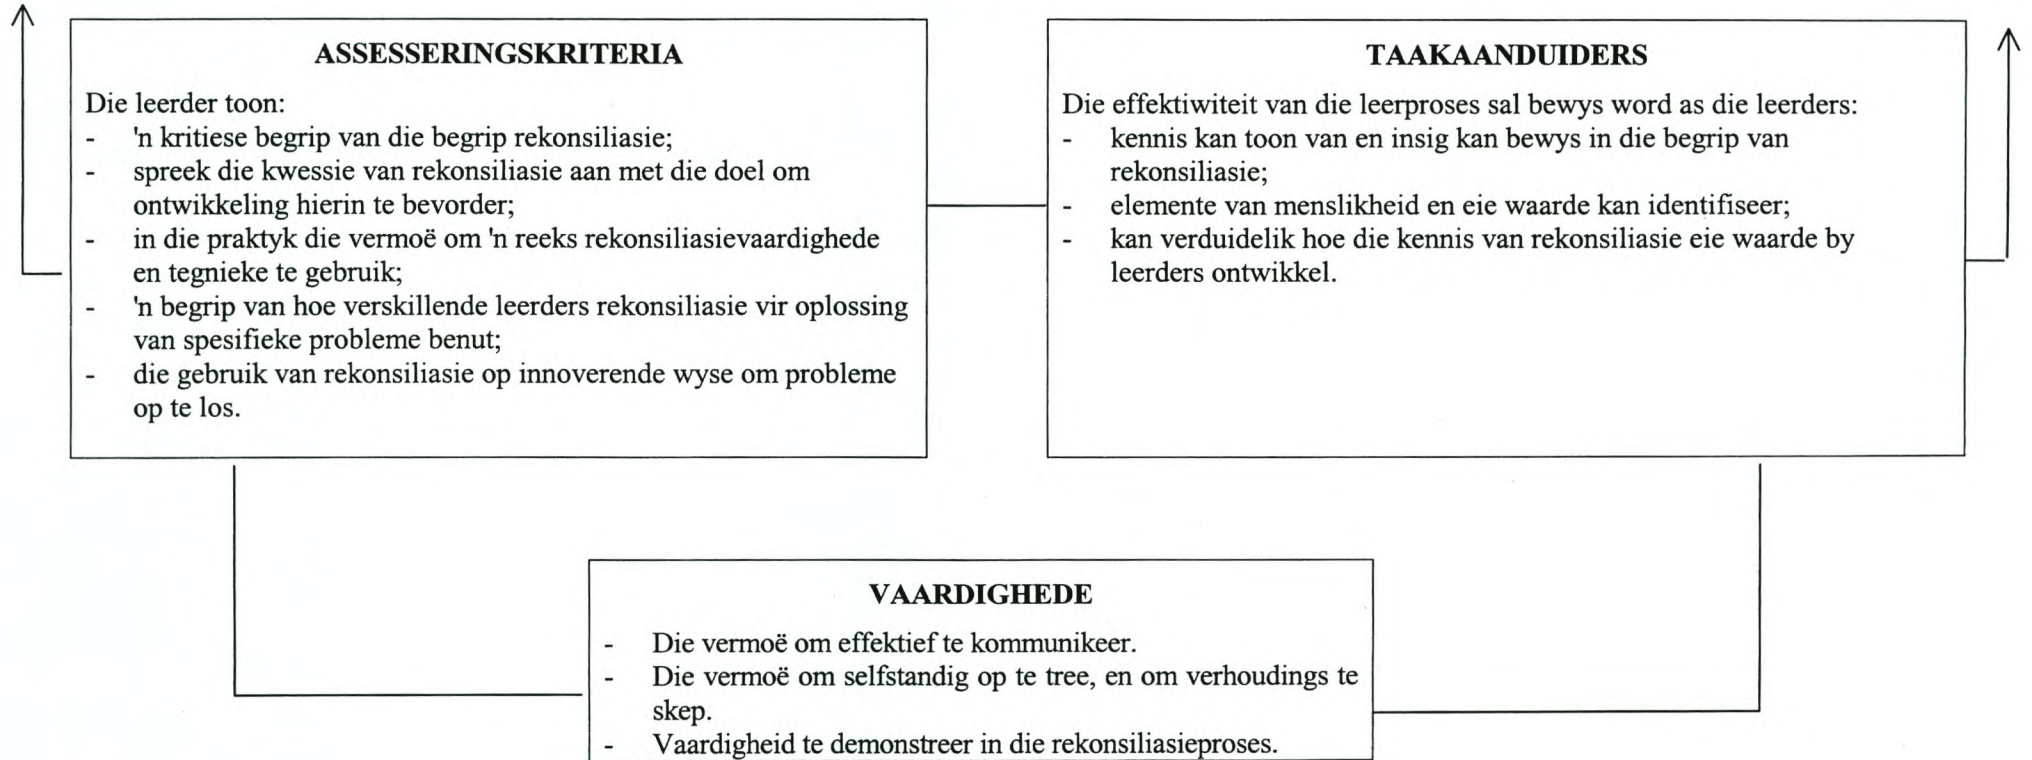 ASSESSERINGSKRITERIA
Die leerder toon:
- 'n kritiese begrip van die begrip rekonsiliasie;
- spreek die kwessie van rekonsiliasie aan met die doel om
ontwikkeling hierin te bevorder;
- in die praktyk die vermoë om 'n reeks rekonsiliasievaardighede
en tegnieke te gebruik;
- 'n begrip van hoe verskillende leerders rekonsiliasie vir oplossing
van spesifieke probleme benut;
- die gebruik van rekonsiliasie op innoverende wyse om probleme
op te los.
TAAKAANDUIDERS
Die effektiwiteit van die leerproses sal bewys word as die leerders:
- kennis kan toon van en insig kan bewys in die begrip van
rekonsiliasie;
- elemente van menslikheid en eie waarde kan identifiseer;
- kan verduidelik hoe die kennis van rekonsiliasie eie waarde by
leerders ontwikkel.
VAARDIGHEDE
- Die vermoë om effektief te kommunikeer.
- Die vermoë om selfstandig op te tree, en om verhoudings te
skep.
- Vaardigheid te demonstreer in die rekonsiliasieproses.